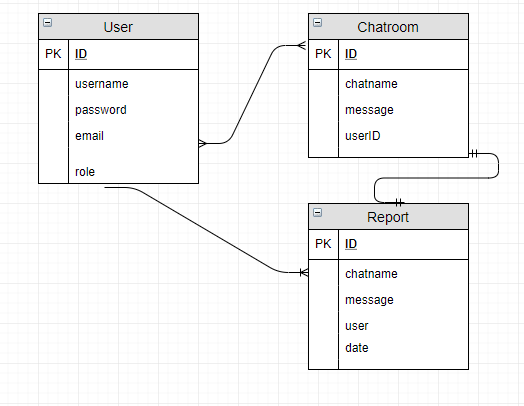 User
PK ID
username
password
email
role
Chatroom
PK ID
chatname
message
userID
Report
PK ID
chatname
message
user
date